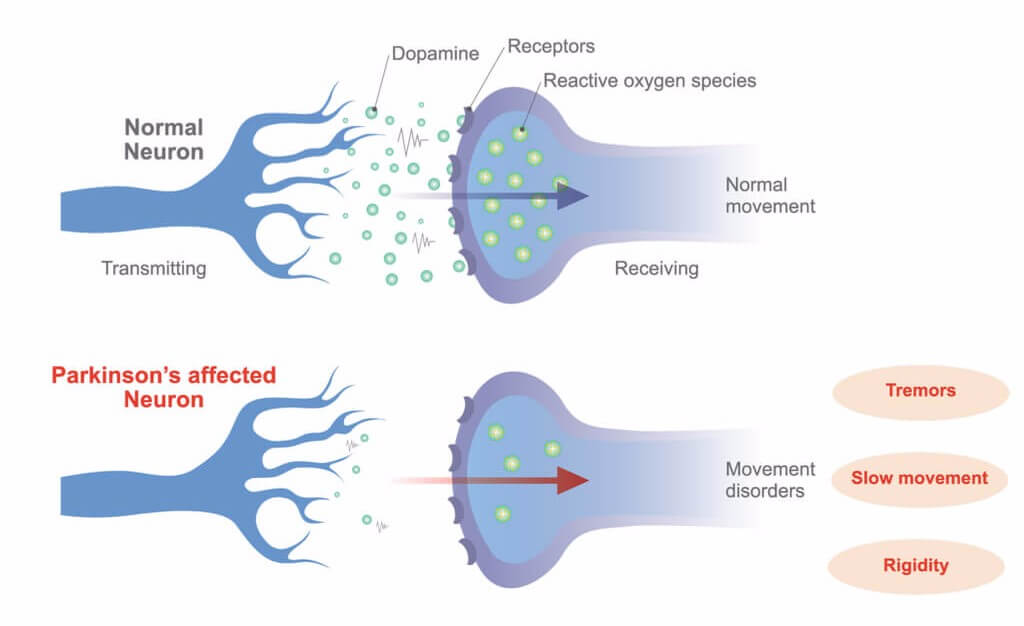 Dopamine
Receptors
Reactive oxygen species
Normal
Neuron
Normal
movement
Transmitting
Receiving
Parkinson's affected
Neuron
Tremors
Movement
disorders
Slow movement
Rigidity